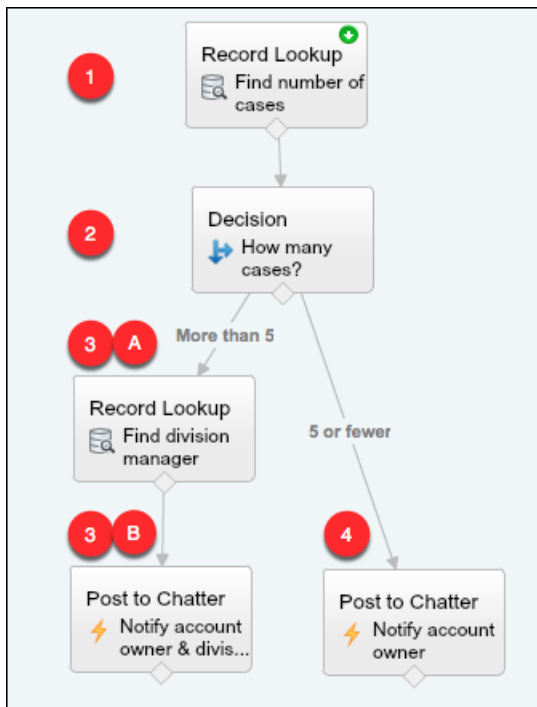 1
Record Lookup
Find number of
cases
2
Decision
How many
cases?
More than 5
5 or fewer
3 A
Record Lookup
Find division
manager
3 B
Post to Chatter
Notify account
owner & divis...
4
Post to Chatter
Notify account
owner